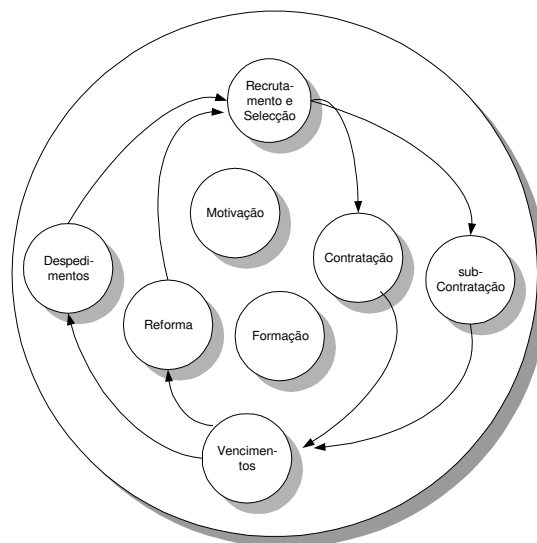 Recruta-
mento e
Selecção
Motivação
Despedi-
mentos
Contratação
sub-
Contratação
Reforma
Formação
Vencimen-
tos